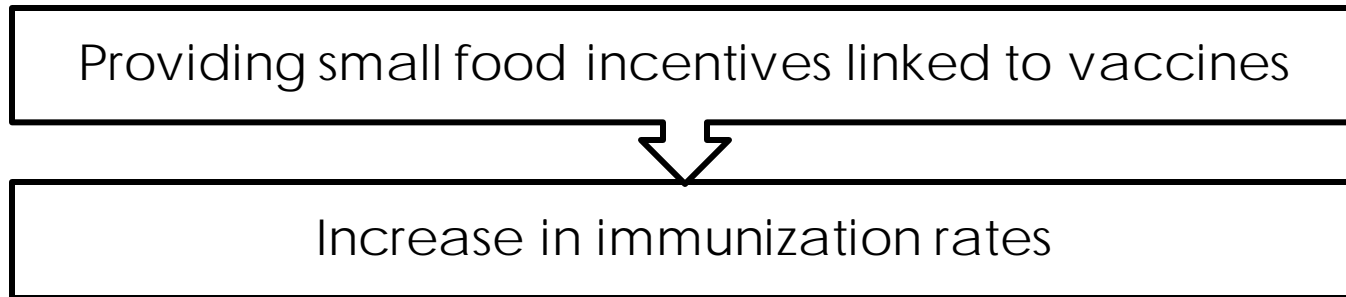 Providing small food incentives linked to vaccines
Increase in immunization rates